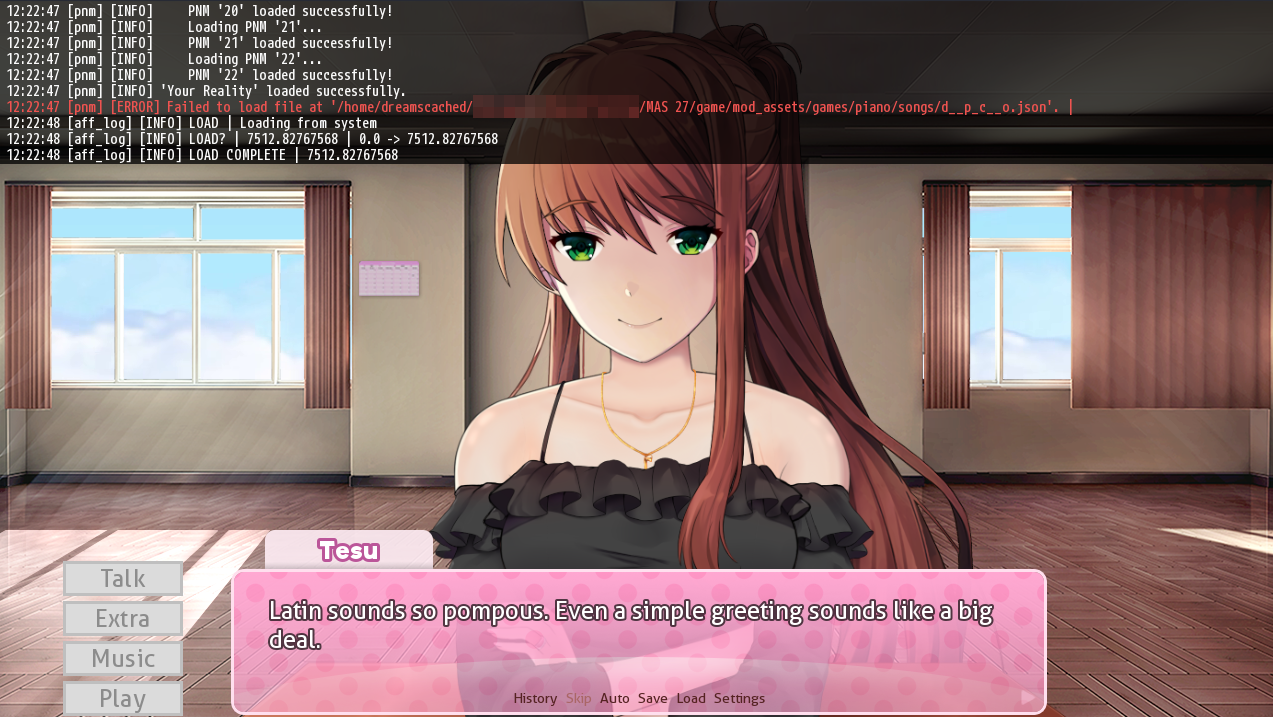 12:22:47 [pnm] [INFO] PNM '20' loaded successfully!
12:22:47 [pnm] [INFO] Loading PNM '21'...
12:22:47 [pnm] [INFO] PNM '21' loaded successfully!
12:22:47 [pnm] [INFO] Loading PNM '22'...
12:22:47 [pnm] [INFO] PNM '22' loaded successfully!
12:22:47 [pnm] [INFO] 'Your Reality' loaded successfully.
12:22:47 [pnm] [ERROR] Failed to load file at '/home/dreamscached/ /MAS 27/game/mod_assets/games/piano/songs/d__p_c__o.json'. |
12:22:48 [aff_log] [INFO] LOAD | Loading from system
12:22:48 [aff_log] [INFO] LOAD? | 7512.82767568 | 0.0 -> 7512.82767568
12:22:48 [aff_log] [INFO] LOAD COMPLETE | 7512.82767568
Talk
Extra
Music
Play
Tesu
Latin sounds so pompous. Even a simple greeting sounds like a big
deal.
History Skip Auto Save Load Settings